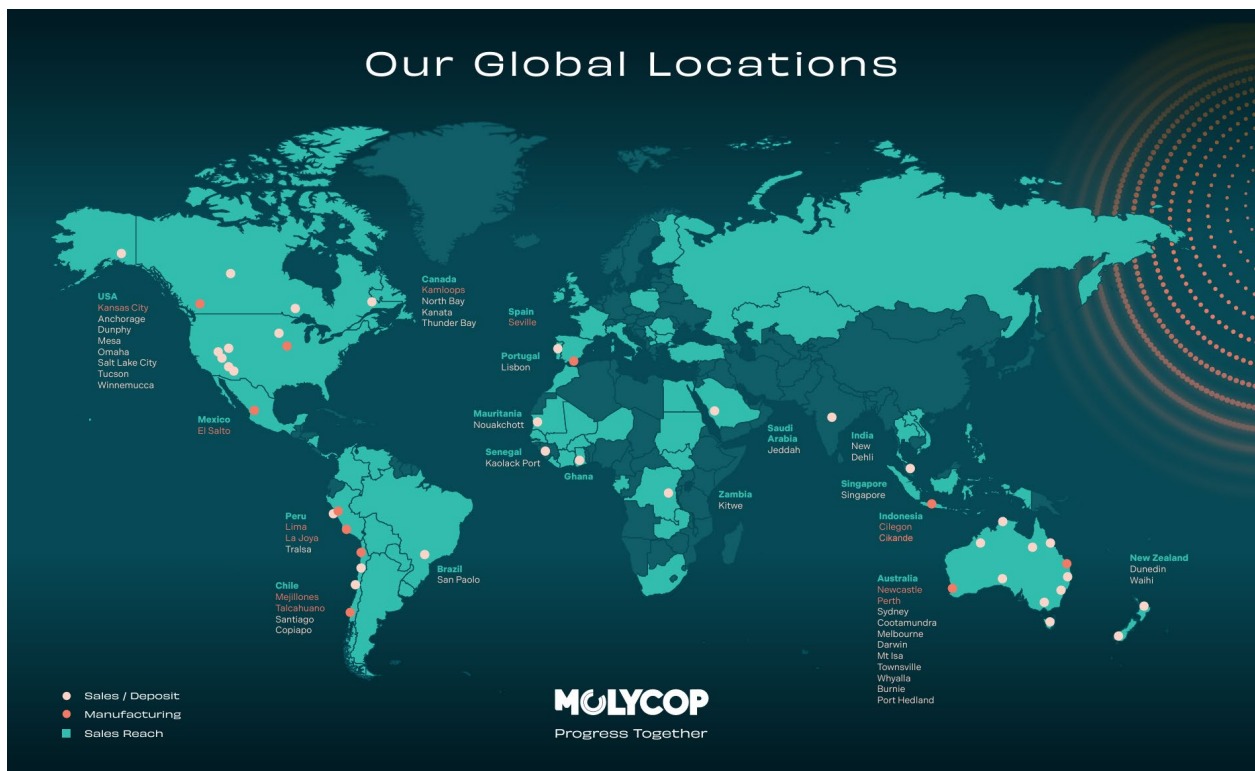 Our Global Locations
USA
Kansas City
Anchorage
Dunphy
Mesa
Omaha
Salt Lake City
Tucson
Winnemucca
Canada
Kamloops
North Bay
Kanata
Thunder Bay
Mexico
El Salto
Spain
Seville
Portugal
Lisbon
Mauritania
Nouakchott
Senegal
Kaolack Port
Ghana
Saudi
Arabia
Jeddah
India
New
Dehli
Singapore
Singapore
Zambia
Kitwe
Indonesia
Cilegon
Cikande
Peru
Lima
La Joya
Tralsa
Brazil
San Paolo
Chile
Mejillones
Talcahuano
Santiago
Copiapo
Australia
Newcastle
Perth
Sydney
Cootamundra
Melbourne
Darwin
Mt Isa
Townsville
Whyalla
Burnie
Port Hedland
New Zealand
Dunedin
Waihi
Sales / Deposit
Manufacturing
Sales Reach
MOLYCOP
Progress Together